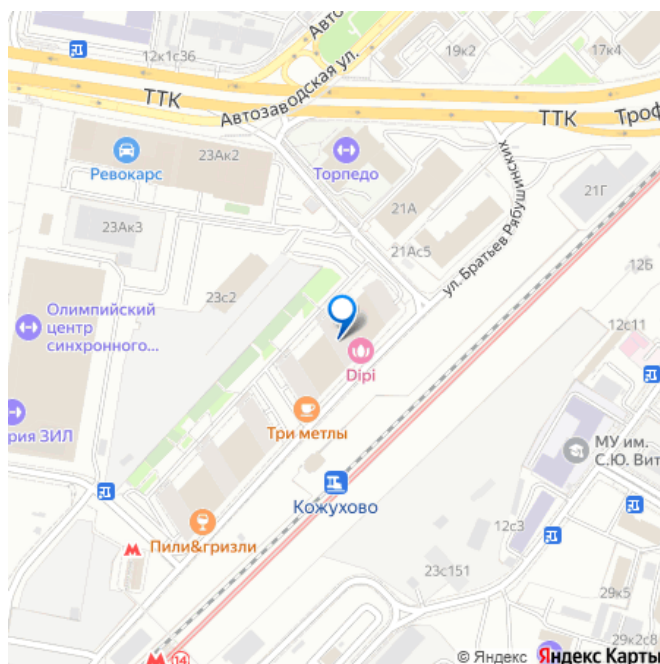 Авто
12к1с36
19к2
17к4
ТТК
Автозаводская ул.
ТТК
Троф
23Ак2
Ревокарс
Торпедо
21Г
21А
ул. Братьев Рябушинских
23Ак3
21Ас5
12Б
23с2
Олимпийский
центр
синхронного...
12с11
Dipi
рия ЗИЛ
Три метлы
МУ им.
С.Ю. Вит
Кожухово
12с3
Пили&гризли
23с151
29к5
29к2с8
14
© Яндекс Яндекс Карты